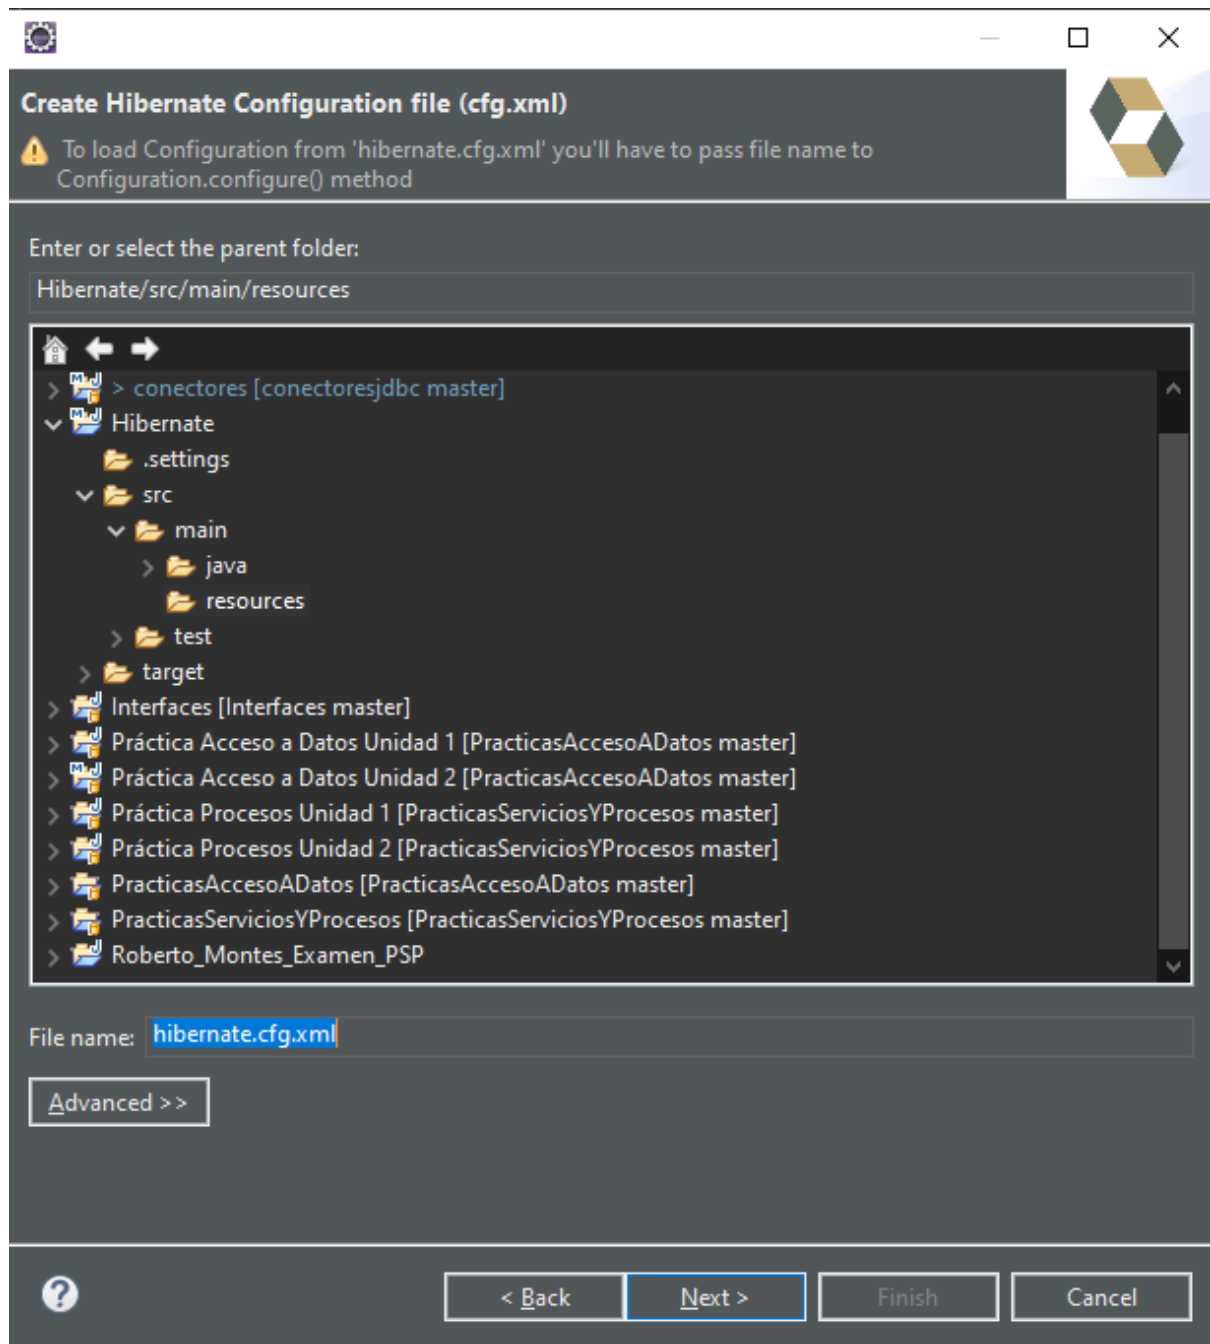 Create Hibernate Configuration file (cfg.xml)
To load Configuration from 'hibernate.cfg.xml' you'll have to pass file name to
Configuration.configure() method
Enter or select the parent folder:
Hibernate/src/main/resources
> conectores [conectoresjdbc master]
Hibernate
.settings
src
main
java
resources
test
target
Interfaces [Interfaces master]
Práctica Acceso a Datos Unidad 1 [PracticasAccesoADatos master]
Práctica Acceso a Datos Unidad 2 [PracticasAccesoADatos master]
Práctica Procesos Unidad 1 [PracticasServiciosYProcesos master]
Práctica Procesos Unidad 2 [PracticasServiciosYProcesos master]
PracticasAccesoADatos [PracticasAccesoADatos master]
PracticasServiciosYProcesos [PracticasServiciosYProcesos master]
Roberto_Montes_Examen_PSP
File name: hibernate.cfg.xml
Advanced >>
< Back Next > Finish Cancel